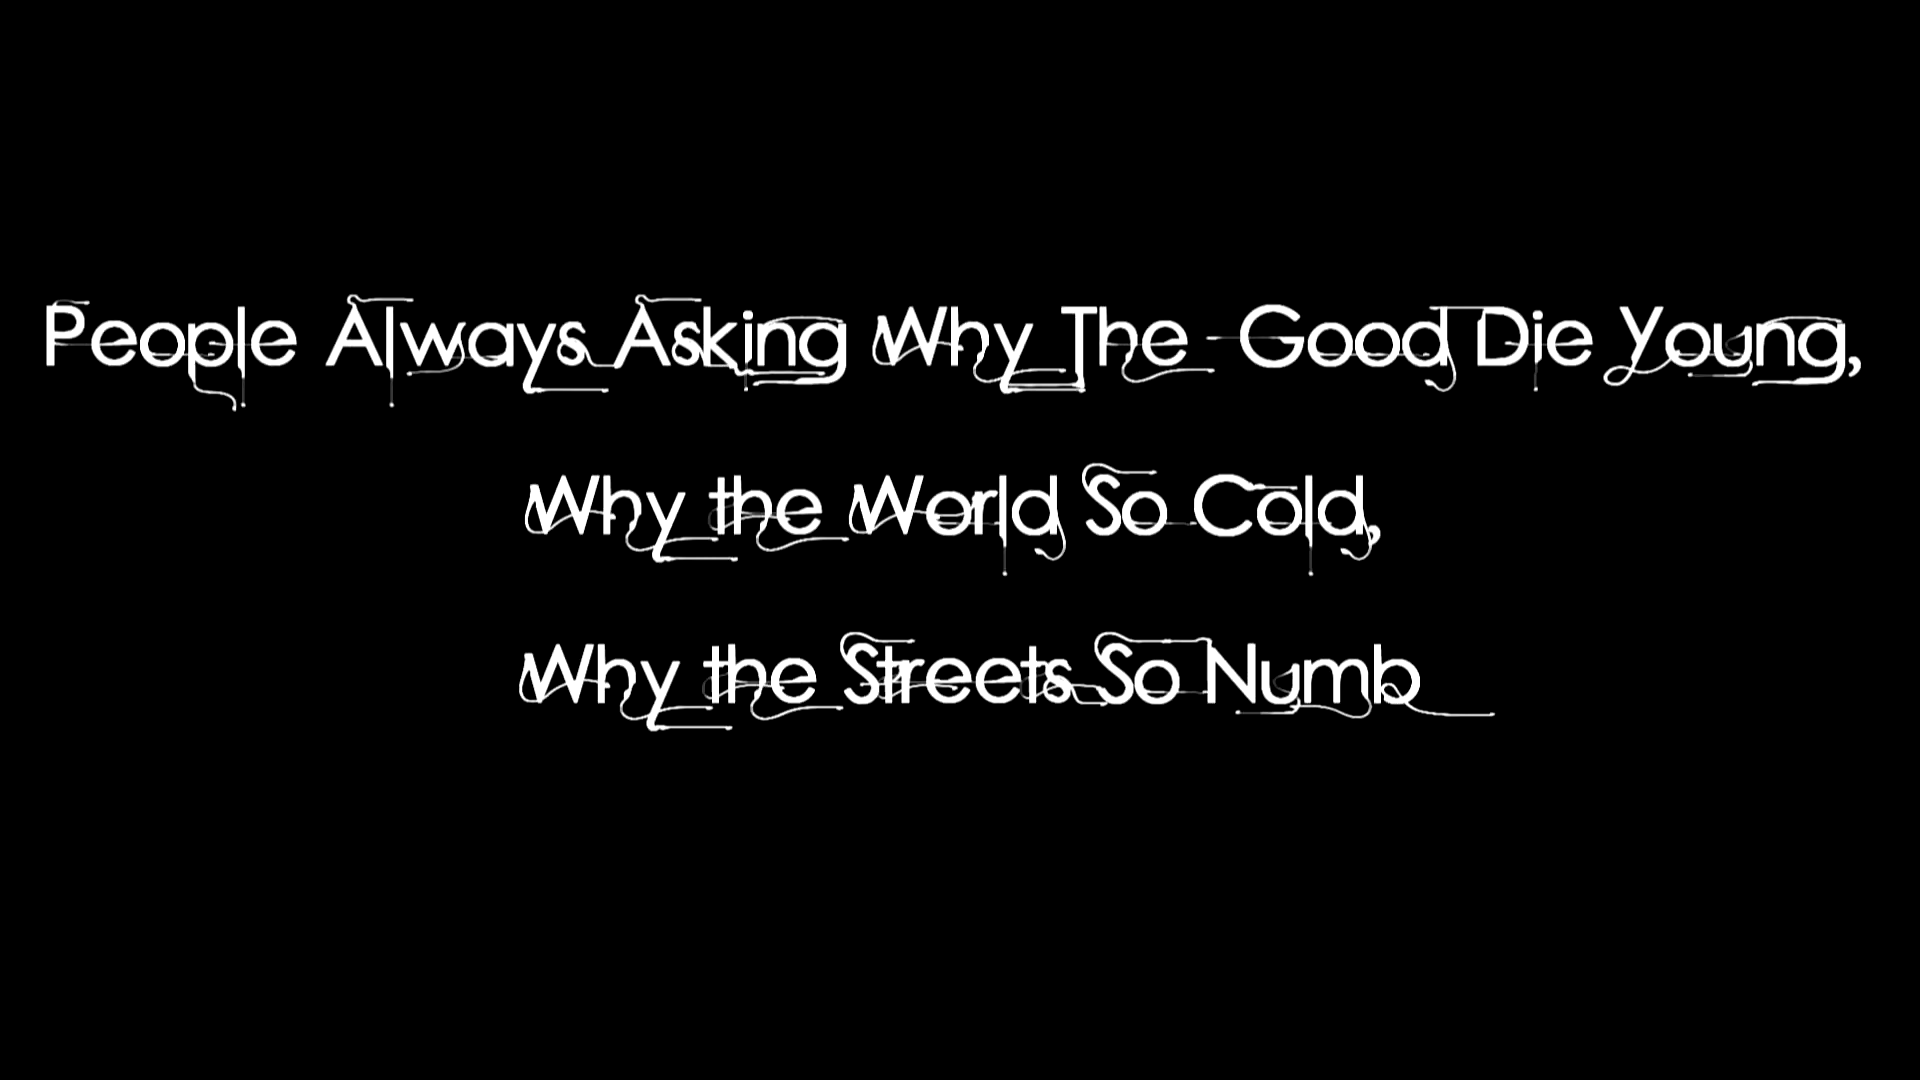 People Always Asking Why The Good Die Young,
Why the World So Cold,
Why the Streets So Numb